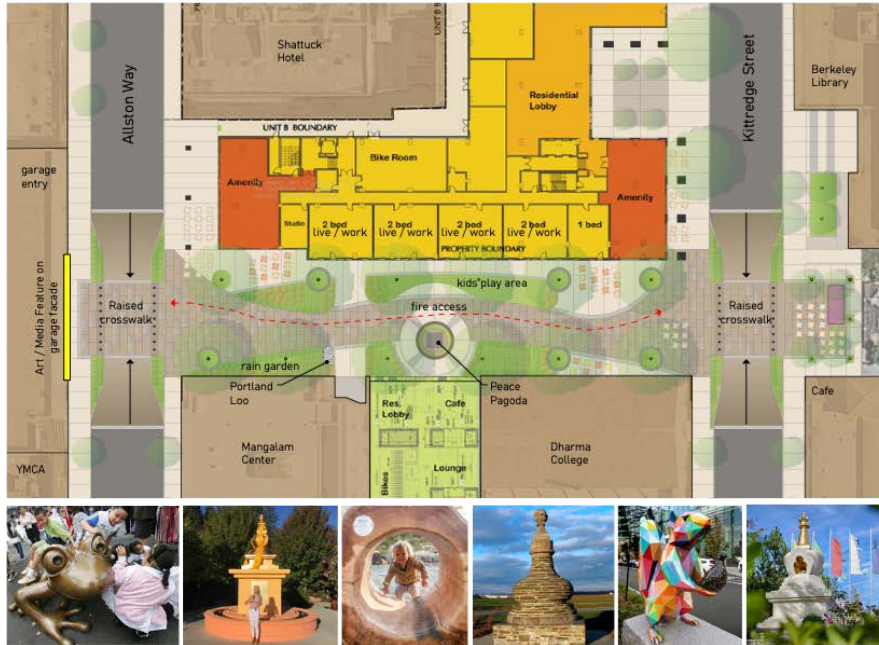 Allston Way
Shattuck
Hotel
UNIT B BOUNDARY
Residential
Lobby
Kittredge Street
Berkeley
Library
garage
entry
Amenity
Bike Room
Amenity
Studio
2 bed
live / work
2 bed
live / work
2 bed
live / work
2 bed
live / work
1 bed
PROPERTY BOUNDARY
Art / Media Feature on
garage facade
Raised
crosswalk
kids' play area
fire access
Raised
crosswalk
rain garden
Portland
Loo
Peace
Pagoda
Res.
Lobby
Cafe
Cafe
Mangalam
Center
Bikes
Lounge
Dharma
College
YMCA